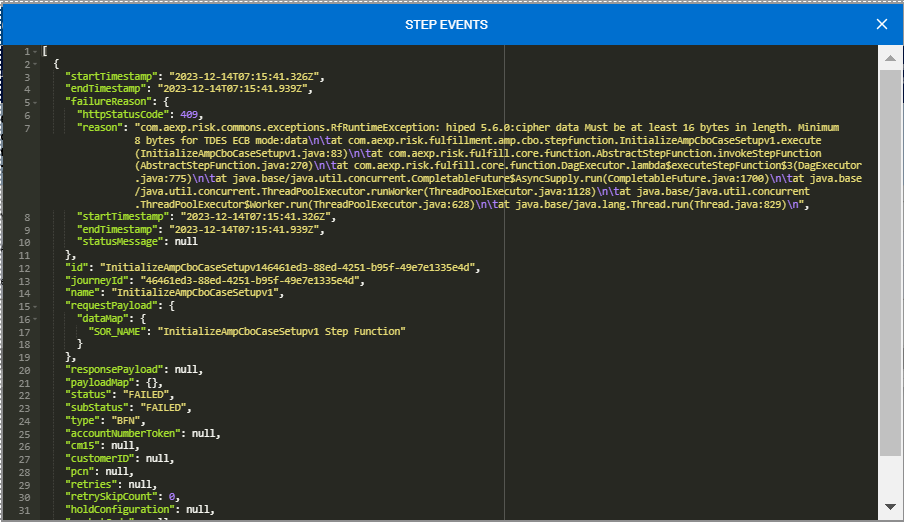 STEP EVENTS
1 [
2 {
3 "startTimestamp": "2023-12-14T07:15:41.326Z",
4 "endTimestamp": "2023-12-14T07:15:41.939Z",
5 "failureReason": {
6 "httpStatusCode": 409,
7 "reason": "com.aexp.risk.commons.exceptions.RfRuntimeException: hiped 5.6.0:cipher data Must be at least 16 bytes in length. Minimum
8 bytes for TDES ECB mode:data\n\tat com.aexp.risk.fulfillment.amp.cbo.stepfunction.InitializeAmpCboCaseSetupv1.execute
(InitializeAmpCboCaseSetupv1.java:83)\n\tat com.aexp.risk.fulfill.core.function.AbstractStepFunction.invokeStepFunction
(AbstractStepFunction.java:270)\n\tat com.aexp.risk.fulfill.core.function.DagExecutor.lambda$executeStepFunction$3(DagExecutor
.java:775)\n\tat java.base/java.util.concurrent.CompletableFuture$AsyncSupply.run(CompletableFuture.java:1700)\n\tat java.base
/java.util.concurrent.ThreadPoolExecutor.runWorker(ThreadPoolExecutor.java:1128)\n\tat java.base/java.util.concurrent
.ThreadPoolExecutor$Worker.run(ThreadPoolExecutor.java:628)\n\tat java.base/java.lang.Thread.run(Thread.java:829)\n",
8 "startTimestamp": "2023-12-14T07:15:41.326Z",
9 "endTimestamp": "2023-12-14T07:15:41.939Z",
10 "statusMessage": null
11 },
12 "id": "InitializeAmpCboCaseSetupv146461ed3-88ed-4251-b95f-49e7e1335e4d",
13 "journeyId": "46461ed3-88ed-4251-b95f-49e7e1335e4d",
14 "name": "InitializeAmpCboCaseSetupv1",
15 "requestPayload": {
16 "dataMap": {
17 "SOR_NAME": "InitializeAmpCboCaseSetupv1 Step Function"
18 }
19 },
20 "responsePayload": null,
21 "payloadMap": {},
22 "status": "FAILED",
23 "subStatus": "FAILED",
24 "type": "BFN",
25 "accountNumberToken": null,
26 "cm15": null,
27 "customerID": null,
28 "pcn": null,
29 "retries": null,
30 "retrySkipCount": 0,
31 "holdConfiguration": null,